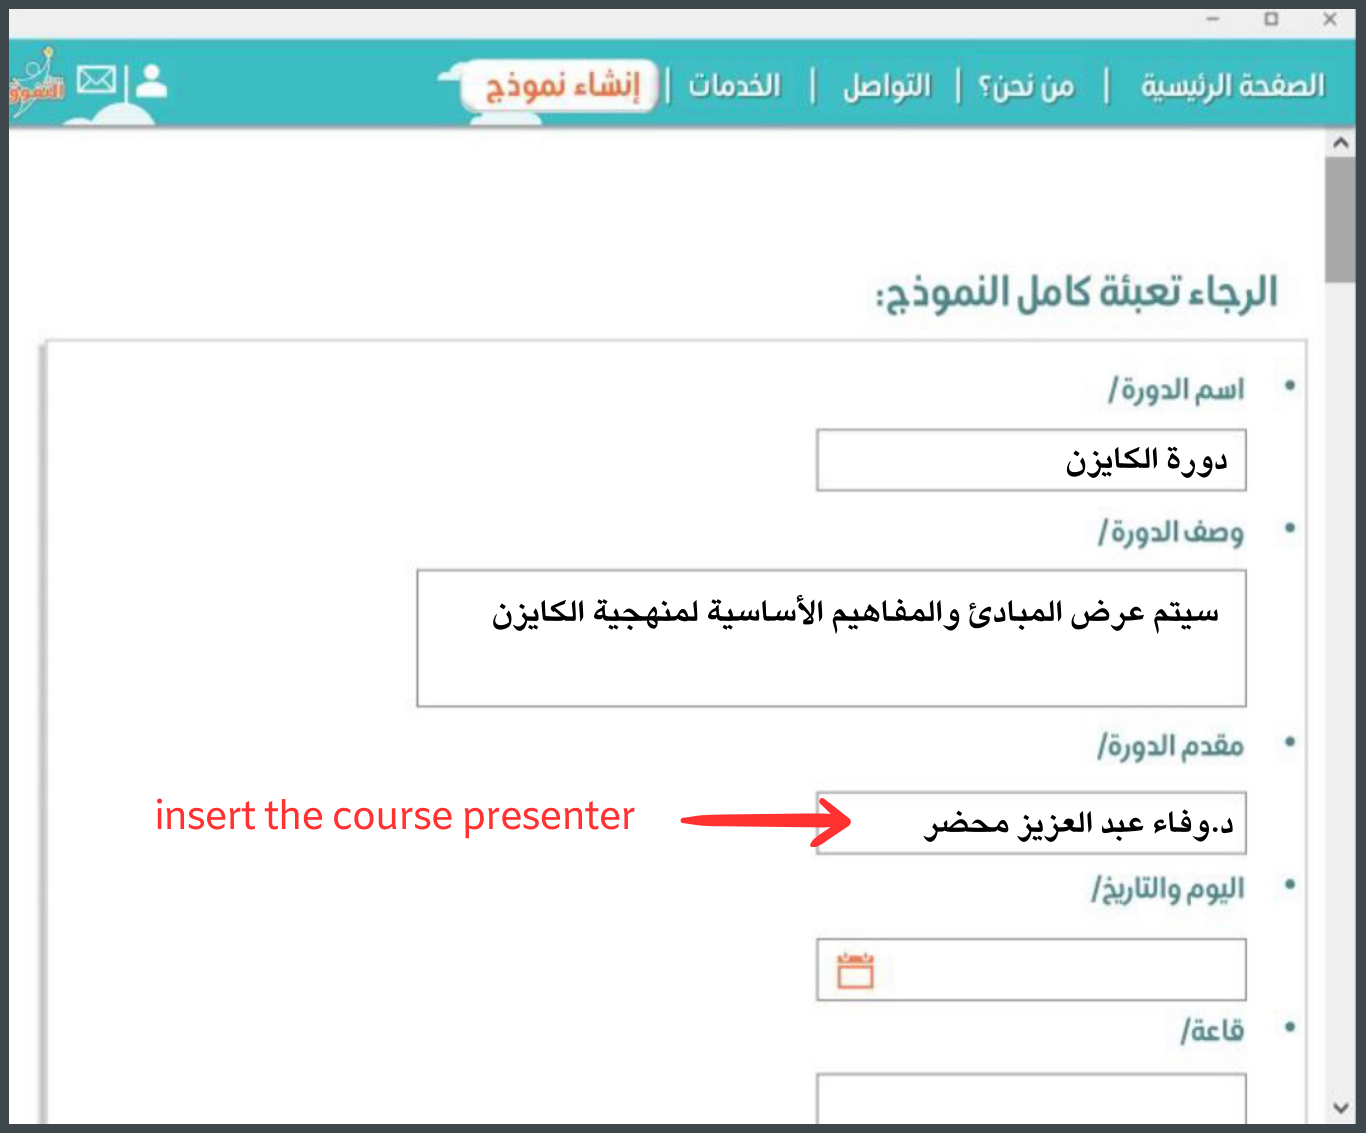 الصفحة الرئيسية | من نحن؟ | التواصل | الخدمات | إنشاء نموذج
التفوق
الرجاء تعبئة كامل النموذج:
• اسم الدورة/
دورة الكايزن
• وصف الدورة/
سيتم عرض المبادئ والمفاهيم الأساسية لمنهجية الكايزن
• مقدم الدورة/
د.وفاء عبد العزيز محضر
insert the course presenter
• اليوم والتاريخ/
• قاعة/